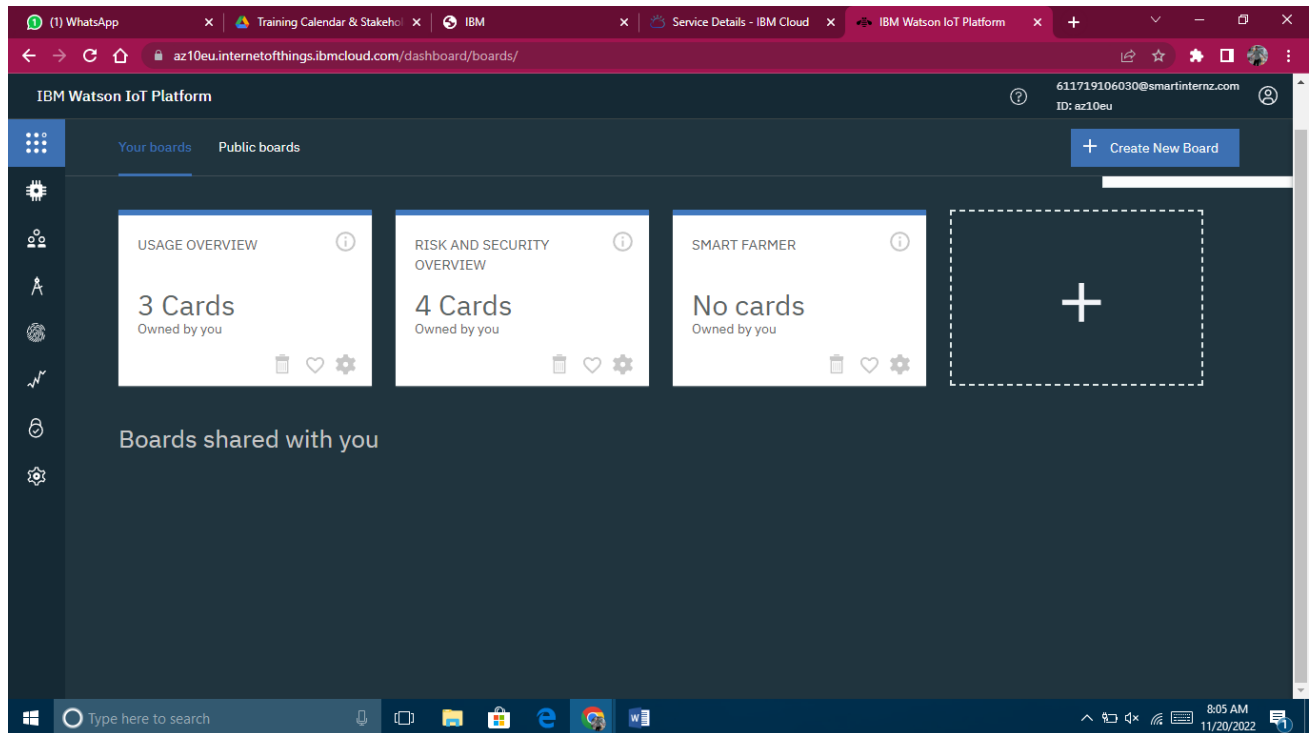 (1) WhatsApp
Training Calendar & Stakehol
IBM
Service Details - IBM Cloud
IBM Watson IoT Platform
az10eu.internetofthings.ibmcloud.com/dashboard/boards/
IBM Watson IoT Platform
611719106030@smartinternz.com
ID: az10eu
Your boards
Public boards
+ Create New Board
USAGE OVERVIEW
3 Cards
Owned by you
RISK AND SECURITY
OVERVIEW
4 Cards
Owned by you
SMART FARMER
No cards
Owned by you
Boards shared with you
Type here to search
8:05 AM
11/20/2022